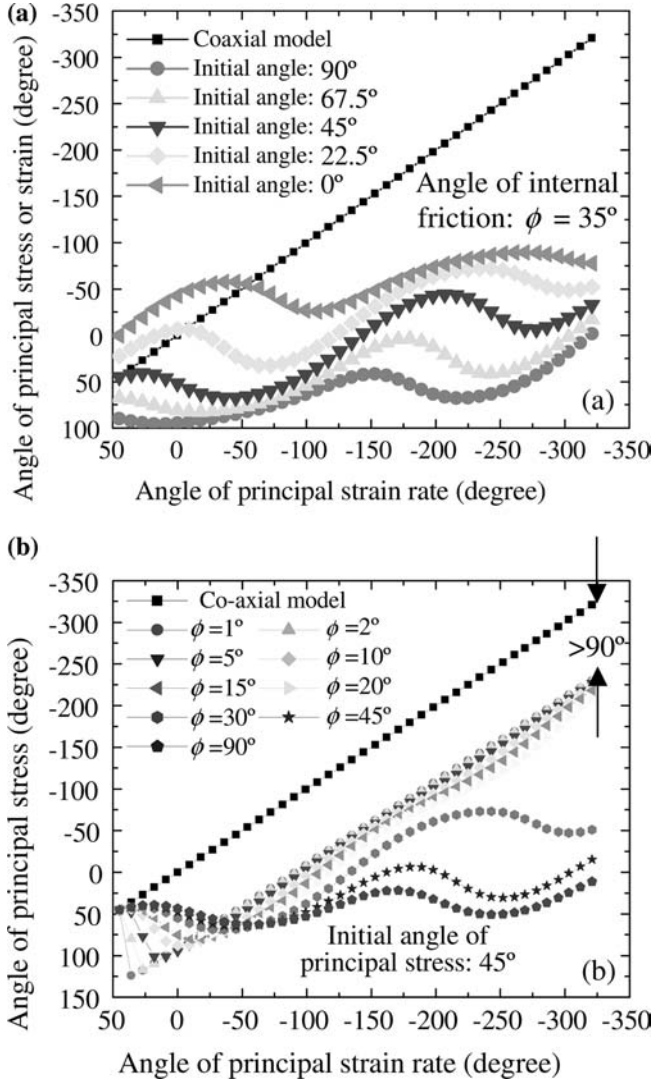 (a)
-350
-300
-250
-200
-150
-100
-50
0
50
100
Angle of principal stress or strain (degree)
Coaxial model
Initial angle: 90º
Initial angle: 67.5º
Initial angle: 45º
Initial angle: 22.5º
Initial angle: 0º
Angle of internal
friction: ϕ = 35º
(a)
50 0 -50 -100 -150 -200 -250 -300 -350
Angle of principal strain rate (degree)
(b)
-350
-300
-250
-200
-150
-100
-50
0
50
100
150
Angle of principal stress (degree)
Co-axial model
ϕ =1º ϕ =2º
ϕ =5º ϕ =10º
ϕ =15º ϕ =20º
ϕ =30º ϕ =45º
ϕ =90º
>90º
Initial angle of
principal stress: 45º
(b)
50 0 -50 -100 -150 -200 -250 -300 -350
Angle of principal strain rate (degree)